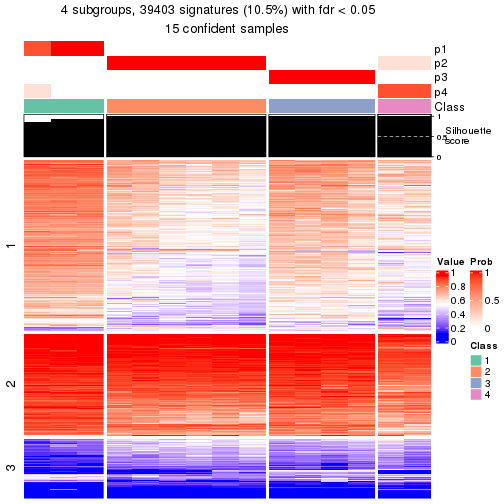 4 subgroups, 39403 signatures (10.5%) with fdr < 0.05
15 confident samples
p1
p2
p3
p4
Class
1
0.5
0
Silhouette
score
1
2
3
Value
1
0.8
0.6
0.4
0.2
0
Prob
1
0.5
0
Class
1
2
3
4